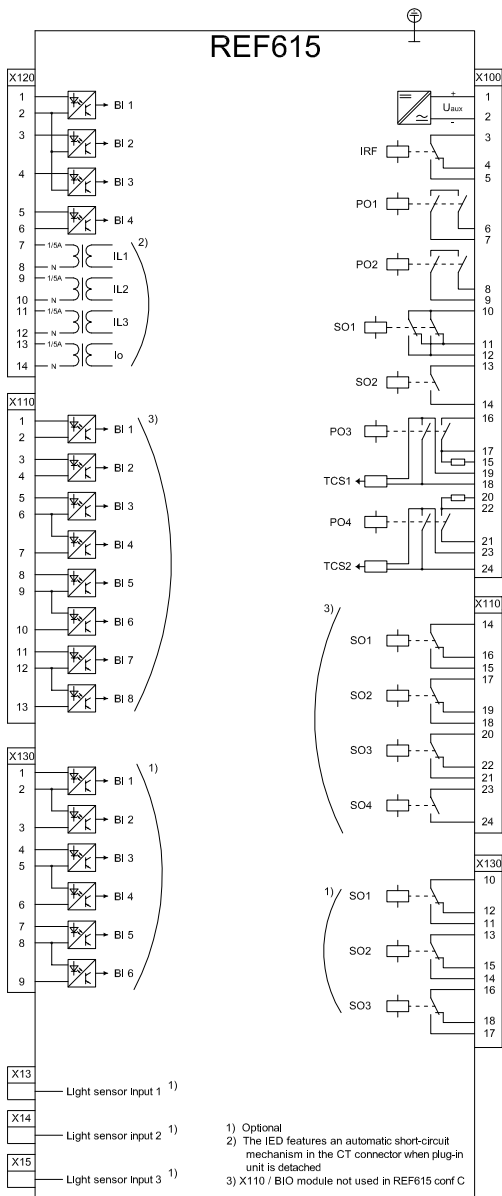 REF615
X120
1
2
BI 1
3
BI 2
4
BI 3
5
6
BI 4
7 1/5A
8 N
IL1
2)
9 1/5A
10 N
IL2
11 1/5A
12 N
IL3
13 1/5A
14 N
Io
X110
1
2
BI 1
3)
3
4
BI 2
5
6
BI 3
7
BI 4
8
9
BI 5
10
BI 6
11
12
BI 7
13
BI 8
X130
1
2
BI 1
1)
3
BI 2
4
5
BI 3
6
BI 4
7
8
BI 5
9
BI 6
X13
Light sensor input 1 1)
X14
Light sensor input 2 1)
X15
Light sensor input 3 1)
X100
+
Uaux
-
1
2
IRF
3
4
5
PO1
6
7
PO2
8
9
SO1
10
11
12
SO2
13
14
PO3
16
17
15
19
TCS1
18
20
22
PO4
21
23
TCS2
24
X110
3)
14
SO1
16
15
17
SO2
19
18
20
SO3
22
21
23
SO4
24
X130
1)
10
SO1
12
11
13
SO2
15
14
16
SO3
18
17
1) Optional
2) The IED features an automatic short-circuit
mechanism in the CT connector when plug-in
unit is detached
3) X110 / BIO module not used in REF615 conf C